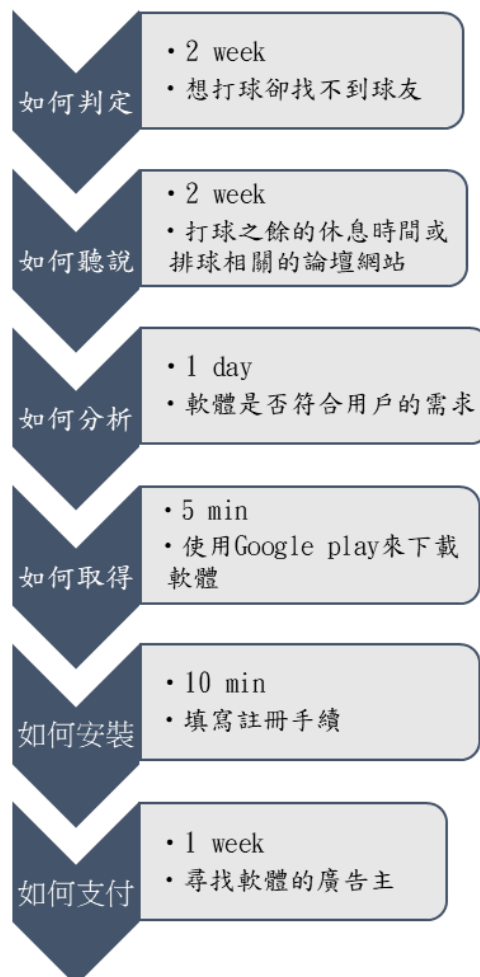 如何判定
・2 week
・想打球卻找不到球友
如何聽說
・2 week
・打球之餘的休息時間或
排球相關的論壇網站
如何分析
・1 day
・軟體是否符合用戶的需求
如何取得
・5 min
・使用Google play來下載
軟體
如何安裝
・10 min
・填寫註冊手續
如何支付
・1 week
・尋找軟體的廣告主